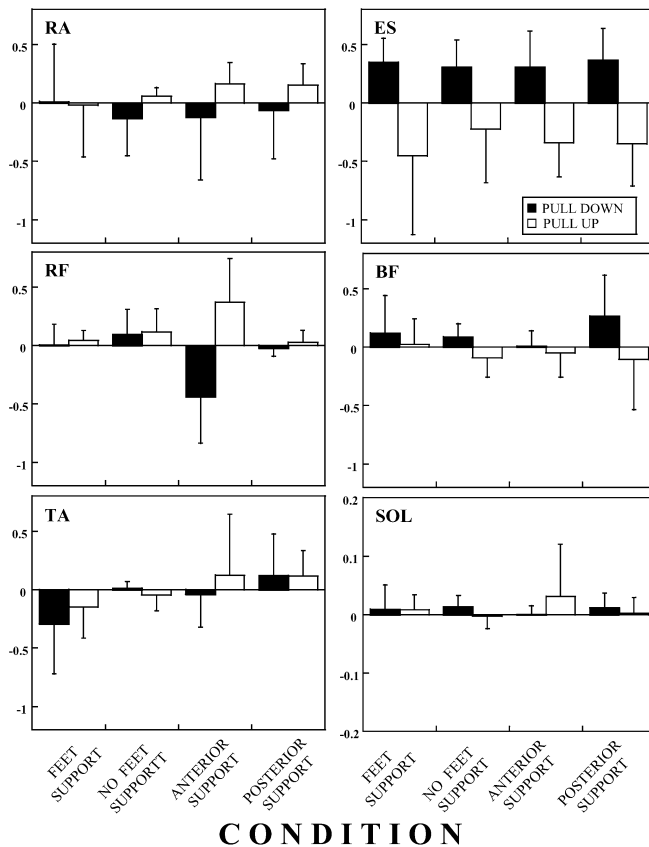 RA
0.5
0
-0.5
-1
ES
0.5
0
-0.5
-1
PULL DOWN
PULL UP
RF
0.5
0
-0.5
-1
BF
0.5
0
-0.5
-1
TA
0.5
0
-0.5
-1
SOL
0.2
0.1
0
-0.1
-0.2
FEET
SUPPORT
NO FEET
SUPPORTT
ANTERIOR
SUPPORT
POSTERIOR
SUPPORT
FEET
SUPPORT
NO FEET
SUPPORT
ANTERIOR
SUPPORT
POSTERIOR
SUPPORT
CONDITION